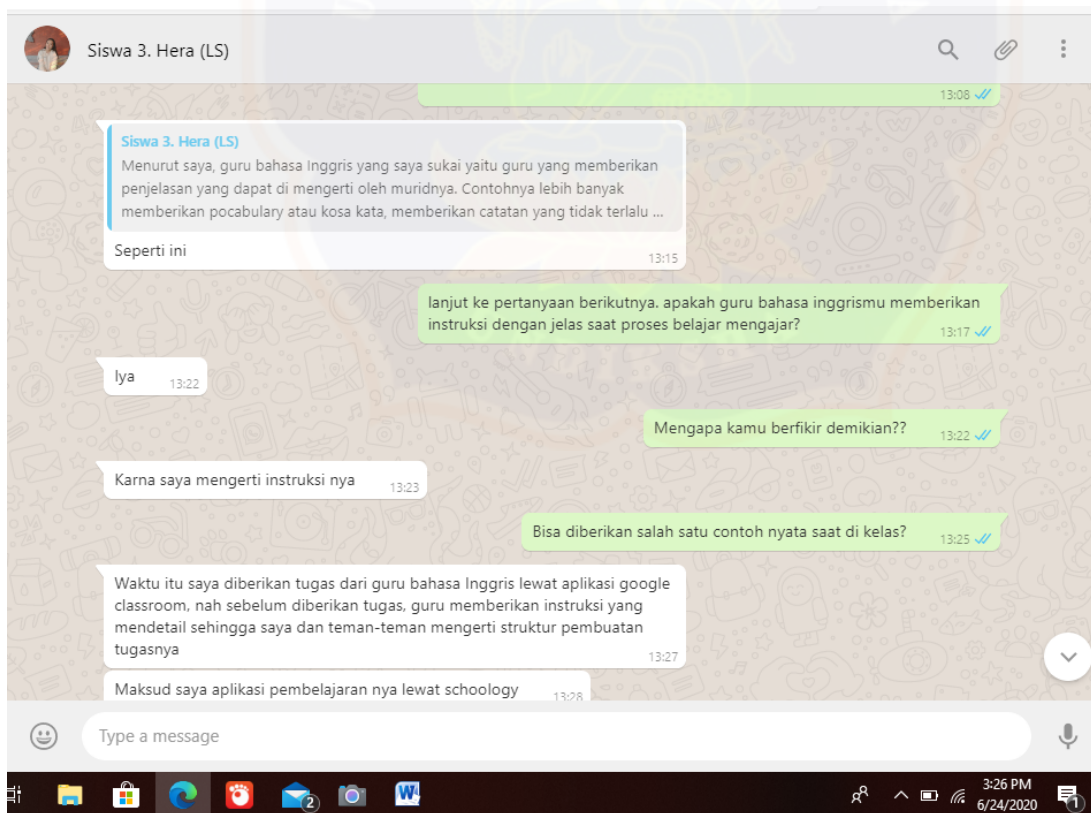 Siswa 3. Hera (LS)
13:08
Siswa 3. Hera (LS)
Menurut saya, guru bahasa Inggris yang saya sukai yaitu guru yang memberikan
penjelasan yang dapat di mengerti oleh muridnya. Contohnya lebih banyak
memberikan pocabulary atau kosa kata, memberikan catatan yang tidak terlalu ...
Seperti ini
13:15
lanjut ke pertanyaan berikutnya. apakah guru bahasa inggrismu memberikan
instruksi dengan jelas saat proses belajar mengajar?
13:17
Iya 13:22
Mengapa kamu berfikir demikian?? 13:22
Karna saya mengerti instruksi nya 13:23
Bisa diberikan salah satu contoh nyata saat di kelas? 13:25
Waktu itu saya diberikan tugas dari guru bahasa Inggris lewat aplikasi google
classroom, nah sebelum diberikan tugas, guru memberikan instruksi yang
mendetail sehingga saya dan teman-teman mengerti struktur pembuatan
tugasnya
13:27
Maksud saya aplikasi pembelajaran nya lewat schoology 13:28
Type a message
2
W
3:26 PM
6/24/2020
1